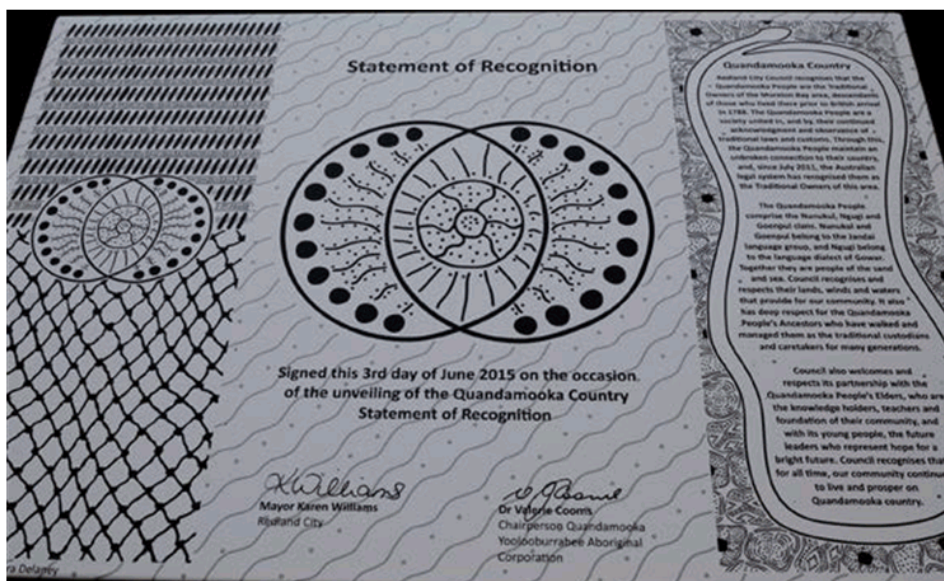 Statement of Recognition
Signed this 3rd day of June 2015 on the occasion
of the unveiling of the Quandamooka Country
Statement of Recognition
K Williams
Mayor Karen Williams
Redland City
Dr Valerie Cooms
Chairperson Quandamooka
Yoolooburrabee Aboriginal
Corporation
ra Delaney
Quandamooka Country
Redland City Council recognises that the
Quandamooka People are the Traditional
Owners of the Moreton Bay area, descendants
of those who lived there prior to British arrival
in 1788. The Quandamooka People are a
society united in, and by, their continued
acknowledgment and observance of
traditional laws and customs. Through this,
the Quandamooka People maintain an
unbroken connection to their country,
and, since July 2011, the Australian
legal system has recognised them as
the Traditional Owners of this area.
The Quandamooka People
comprise the Nunukul, Ngugi and
Goenpul clans. Nunukul and
Goenpul belong to the Jandai
language group, and Ngugi belong
to the language dialect of Gowar.
Together they are people of the sand
and sea. Council recognises and
respects their lands, winds and waters
that provide for our community. It also
has deep respect for the Quandamooka
People's Ancestors who have walked and
managed them as the traditional custodians
and caretakers for many generations.
Council also welcomes and
respects its partnership with the
Quandamooka People's Elders, who are
the knowledge holders, teachers and
foundation of their community, and
with its young people, the future
leaders who represent hope for a
bright future. Council recognises that
for all time, our community continue
to live and prosper on
Quandamooka country.